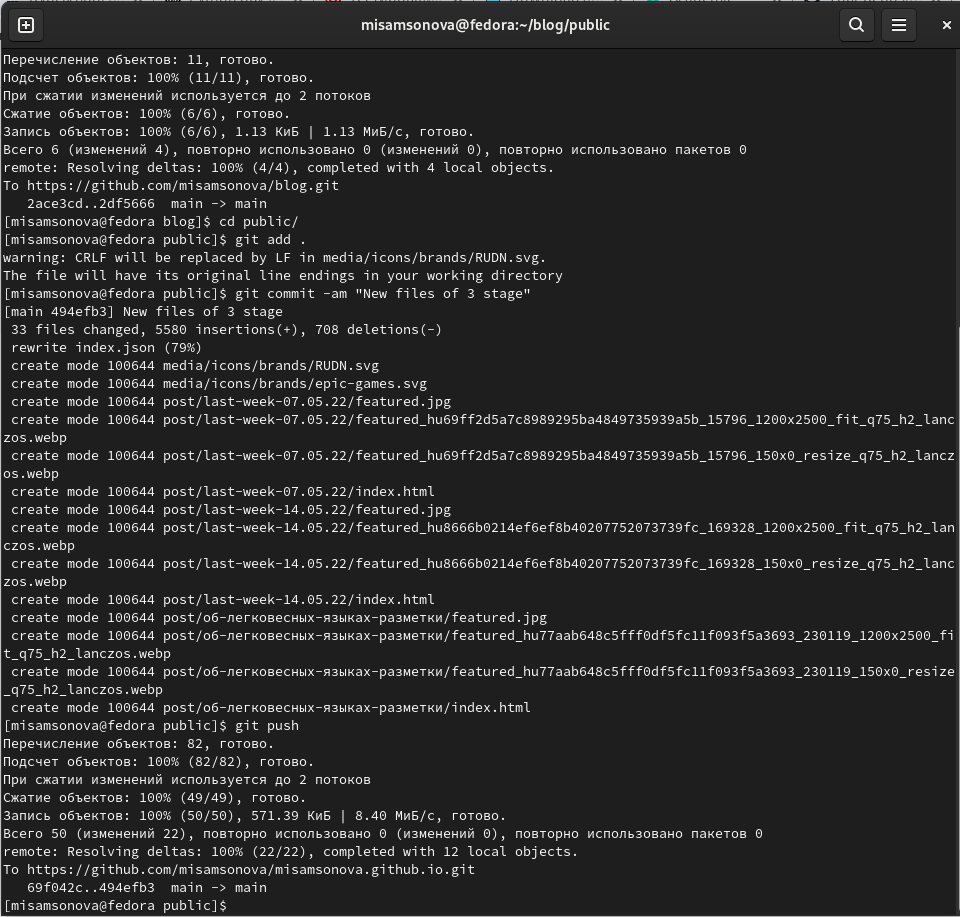 misamsonova@fedora:~/blog/public
Перечисление объектов: 11, готово.
Подсчет объектов: 100% (11/11), готово.
При сжатии изменений используется до 2 потоков
Сжатие объектов: 100% (6/6), готово.
Запись объектов: 100% (6/6), 1.13 КиБ | 1.13 МиБ/с, готово.
Всего 6 (изменений 4), повторно использовано 0 (изменений 0), повторно использовано пакетов 0
remote: Resolving deltas: 100% (4/4), completed with 4 local objects.
To https://github.com/misamsonova/blog.git
   2ace3cd..2df5666  main -> main
[misamsonova@fedora blog]$ cd public/
[misamsonova@fedora public]$ git add .
warning: CRLF will be replaced by LF in media/icons/brands/RUDN.svg.
The file will have its original line endings in your working directory
[misamsonova@fedora public]$ git commit -am "New files of 3 stage"
[main 494efb3] New files of 3 stage
 33 files changed, 5580 insertions(+), 708 deletions(-)
 rewrite index.json (79%)
 create mode 100644 media/icons/brands/RUDN.svg
 create mode 100644 media/icons/brands/epic-games.svg
 create mode 100644 post/last-week-07.05.22/featured.jpg
 create mode 100644 post/last-week-07.05.22/featured_hu69ff2d5a7c8989295ba4849735939a5b_15796_1200x2500_fit_q75_h2_lanc
zos.webp
 create mode 100644 post/last-week-07.05.22/featured_hu69ff2d5a7c8989295ba4849735939a5b_15796_150x0_resize_q75_h2_lancz
os.webp
 create mode 100644 post/last-week-07.05.22/index.html
 create mode 100644 post/last-week-14.05.22/featured.jpg
 create mode 100644 post/last-week-14.05.22/featured_hu8666b0214ef6ef8b40207752073739fc_169328_1200x2500_fit_q75_h2_lan
czos.webp
 create mode 100644 post/last-week-14.05.22/featured_hu8666b0214ef6ef8b40207752073739fc_169328_150x0_resize_q75_h2_lanc
zos.webp
 create mode 100644 post/last-week-14.05.22/index.html
 create mode 100644 post/об-легковесных-языках-разметки/featured.jpg
 create mode 100644 post/об-легковесных-языках-разметки/featured_hu77aab648c5fff0df5fc11f093f5a3693_230119_1200x2500_fi
t_q75_h2_lanczos.webp
 create mode 100644 post/об-легковесных-языках-разметки/featured_hu77aab648c5fff0df5fc11f093f5a3693_230119_150x0_resize
_q75_h2_lanczos.webp
 create mode 100644 post/об-легковесных-языках-разметки/index.html
[misamsonova@fedora public]$ git push
Перечисление объектов: 82, готово.
Подсчет объектов: 100% (82/82), готово.
При сжатии изменений используется до 2 потоков
Сжатие объектов: 100% (49/49), готово.
Запись объектов: 100% (50/50), 571.39 КиБ | 8.40 МиБ/с, готово.
Всего 50 (изменений 22), повторно использовано 0 (изменений 0), повторно использовано пакетов 0
remote: Resolving deltas: 100% (22/22), completed with 12 local objects.
To https://github.com/misamsonova/misamsonova.github.io.git
   69f042c..494efb3  main -> main
[misamsonova@fedora public]$